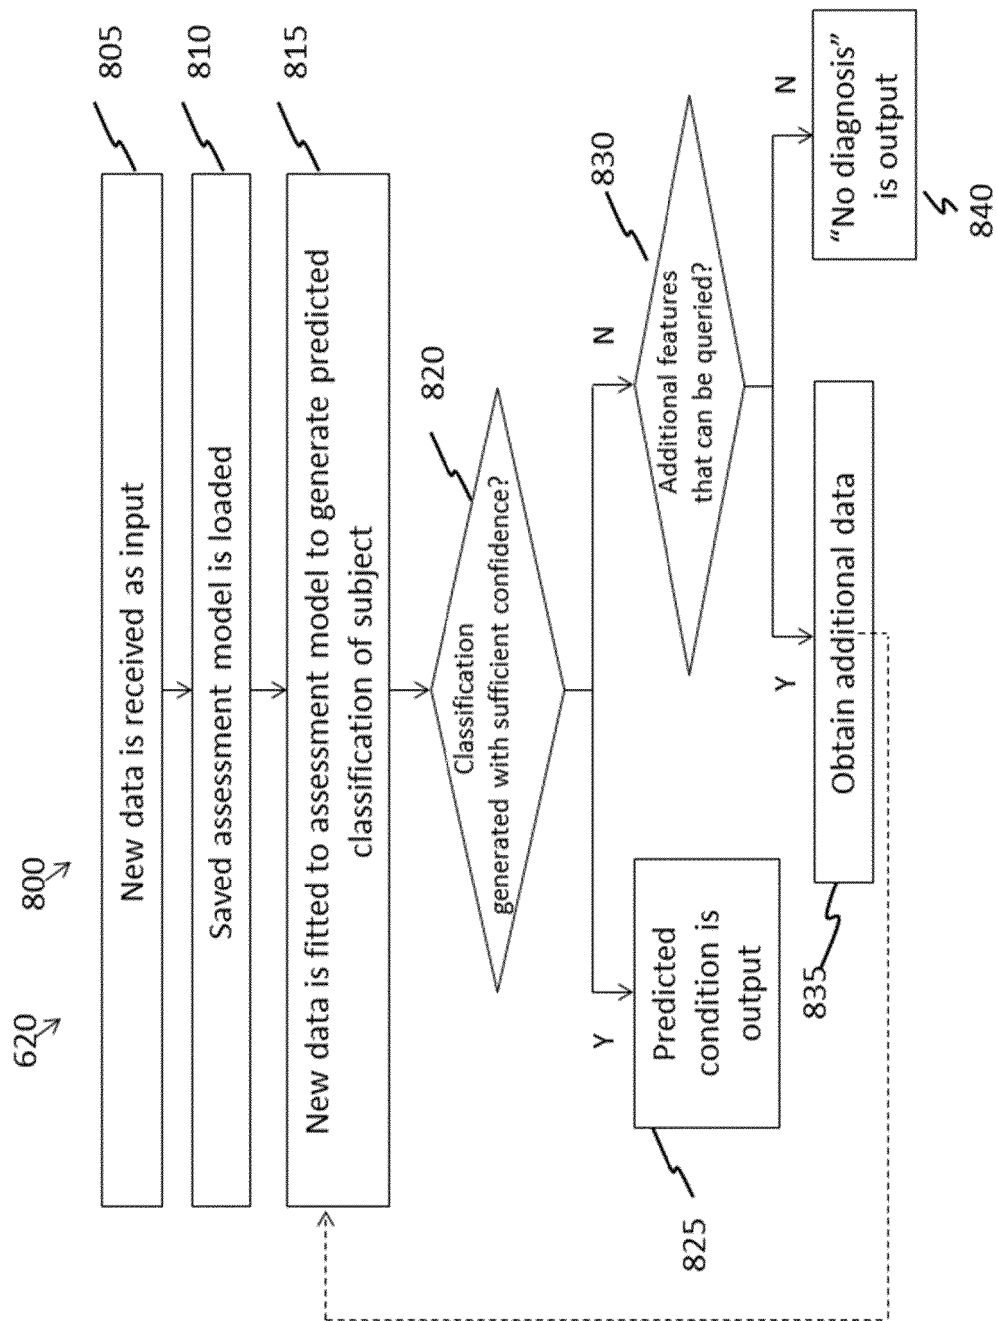 620
800
New data is received as input
805
Saved assessment model is loaded
810
New data is fitted to assessment model to generate predicted
classification of subject
815
Classification
generated with sufficient confidence?
820
Y
N
Predicted
condition is
output
825
Additional features
that can be queried?
830
Y
N
Obtain additional data
835
“No diagnosis”
is output
840